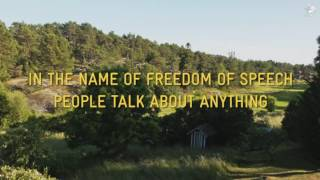 IN THE NAME OF FREEDOM OF SPEECH
PEOPLE TALK ABOUT ANYTHING